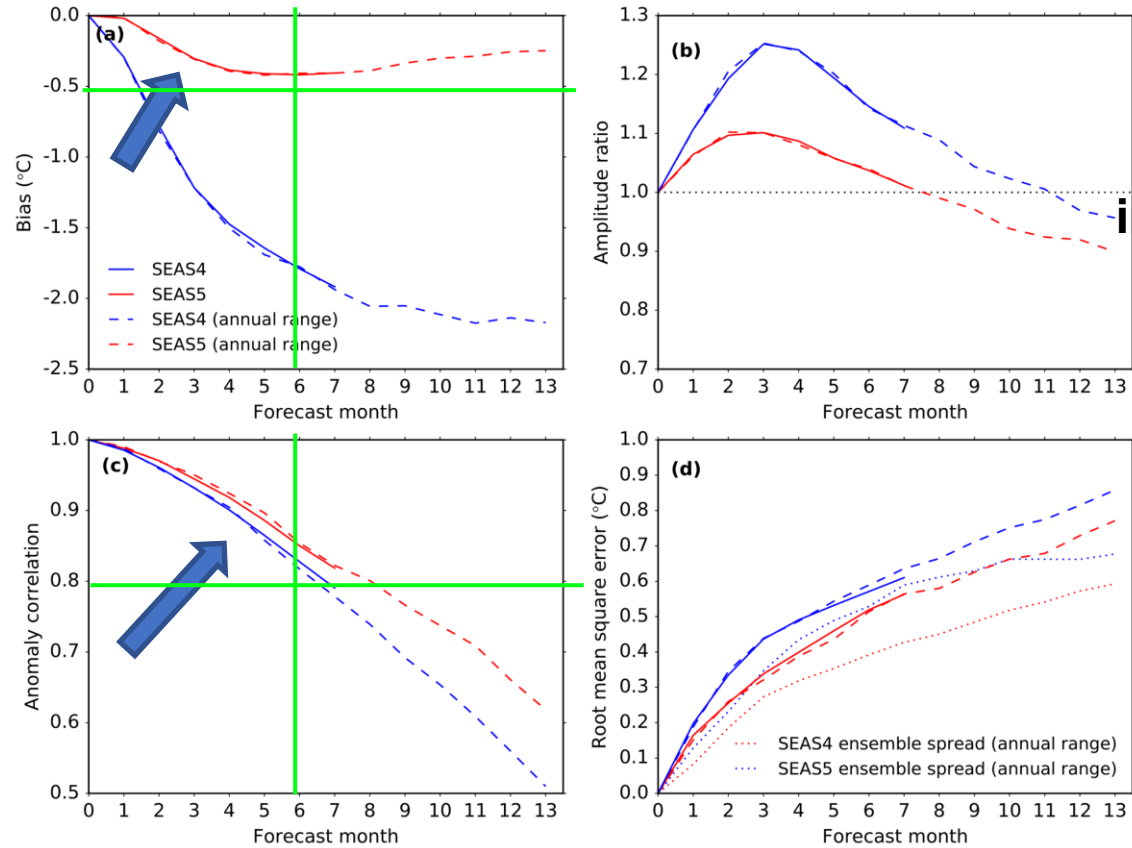 (a)
0.0
-0.5
-1.0
-1.5
-2.0
-2.5
Bias (°C)
SEAS4
SEAS5
SEAS4 (annual range)
SEAS5 (annual range)
0 1 2 3 4 5 6 7 8 9 10 11 12 13
Forecast month
(b)
1.3
1.2
1.1
1.0
0.9
0.8
0.7
Amplitude ratio
i
0 1 2 3 4 5 6 7 8 9 10 11 12 13
Forecast month
(c)
1.0
0.9
0.8
0.7
0.6
0.5
Anomaly correlation
0 1 2 3 4 5 6 7 8 9 10 11 12 13
Forecast month
(d)
1.0
0.9
0.8
0.7
0.6
0.5
0.4
0.3
0.2
0.1
0.0
Root mean square error (°C)
SEAS4 ensemble spread (annual range)
SEAS5 ensemble spread (annual range)
0 1 2 3 4 5 6 7 8 9 10 11 12 13
Forecast month